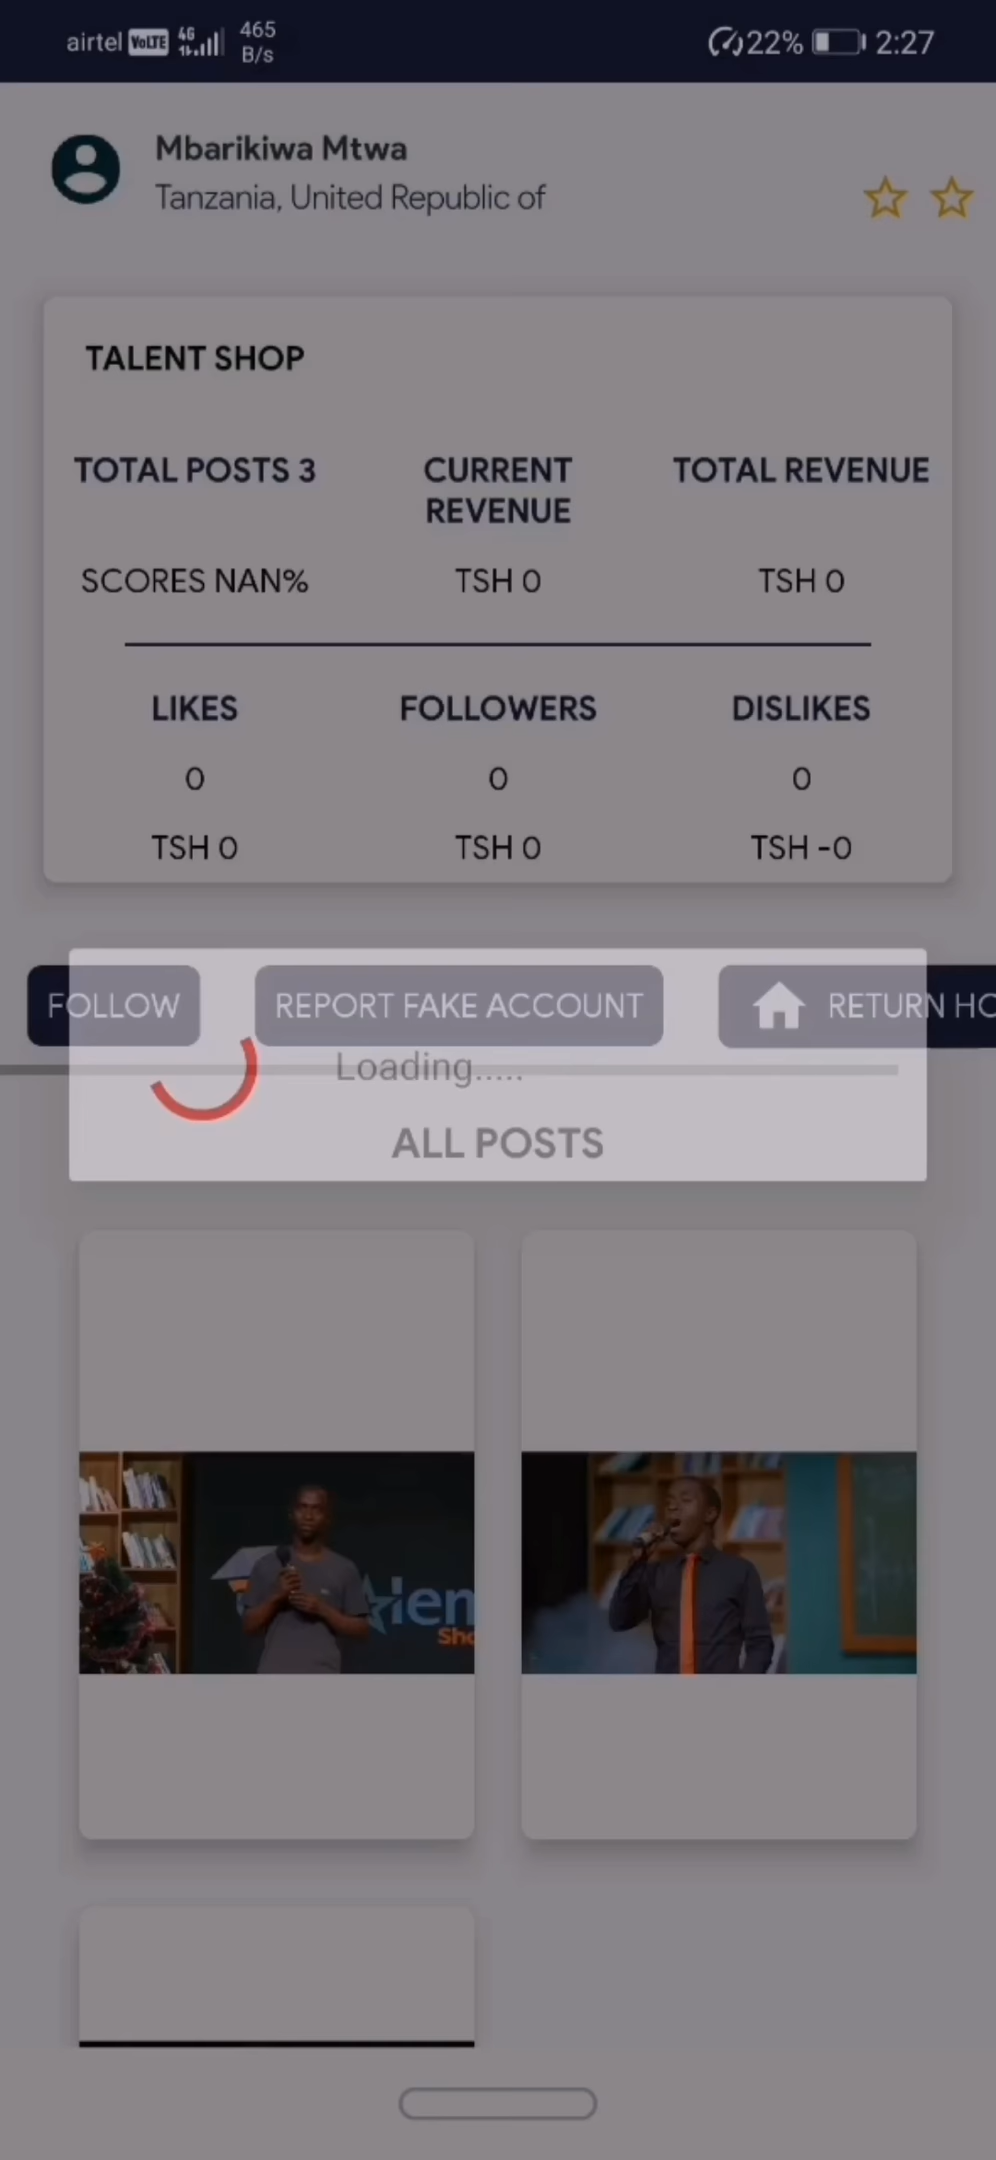 airtel VoLTE 4G 465 B/s 22% 2:27
Mbarikiwa Mtwa
Tanzania, United Republic of
TALENT SHOP
TOTAL POSTS 3
CURRENT REVENUE
TOTAL REVENUE
SCORES NAN%
TSH 0
TSH 0
LIKES
FOLLOWERS
DISLIKES
0
0
0
TSH 0
TSH 0
TSH -0
FOLLOW
REPORT FAKE ACCOUNT
RETURN HO
Loading.....
ALL POSTS
len
Sho